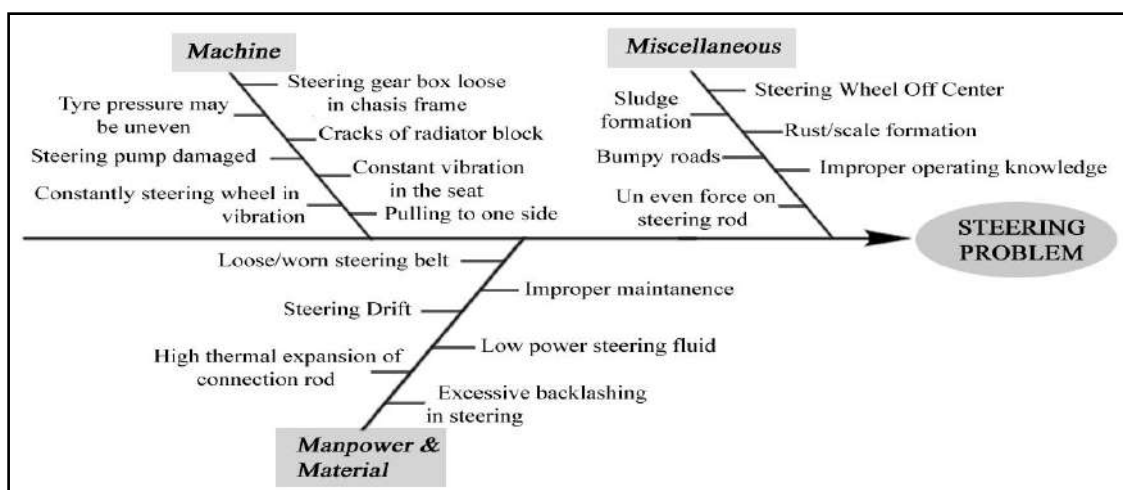 Machine
Steering gear box loose
in chasis frame
Tyre pressure may
be uneven
Cracks of radiator block
Steering pump damaged
Constant vibration
in the seat
Constantly steering wheel in
vibration
Pulling to one side
Miscellaneous
Steering Wheel Off Center
Sludge
formation
Rust/scale formation
Bumpy roads
Improper operating knowledge
Un even force on
steering rod
STEERING
PROBLEM
Loose/worn steering belt
Improper maintanence
Steering Drift
Low power steering fluid
High thermal expansion of
connection rod
Excessive backlashing
in steering
Manpower &
Material